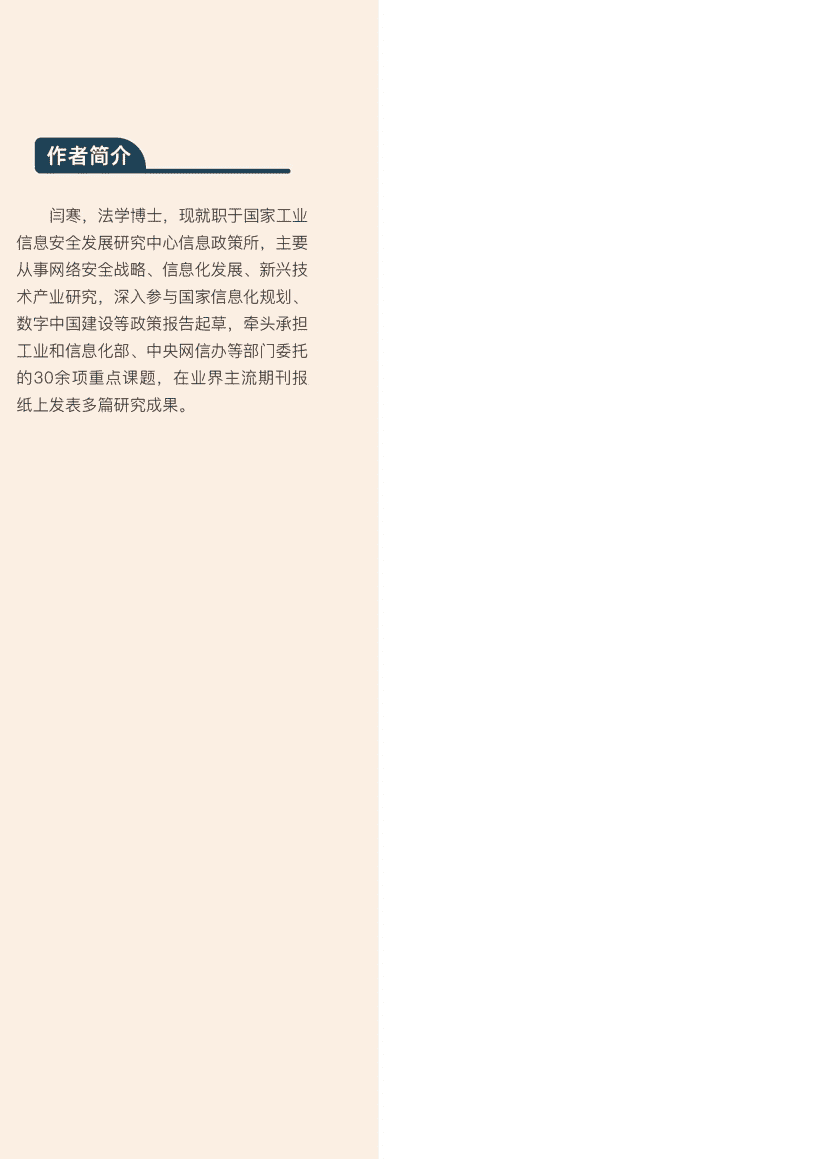 作者简介
闫寒，法学博士，现就职于国家工业
信息安全发展研究中心信息政策所，主要
从事网络安全战略、信息化发展、新兴技
术产业研究，深入参与国家信息化规划、
数字中国建设等政策报告起草，牵头承担
工业和信息化部、中央网信办等部门委托
的30余项重点课题，在业界主流期刊报
纸上发表多篇研究成果。